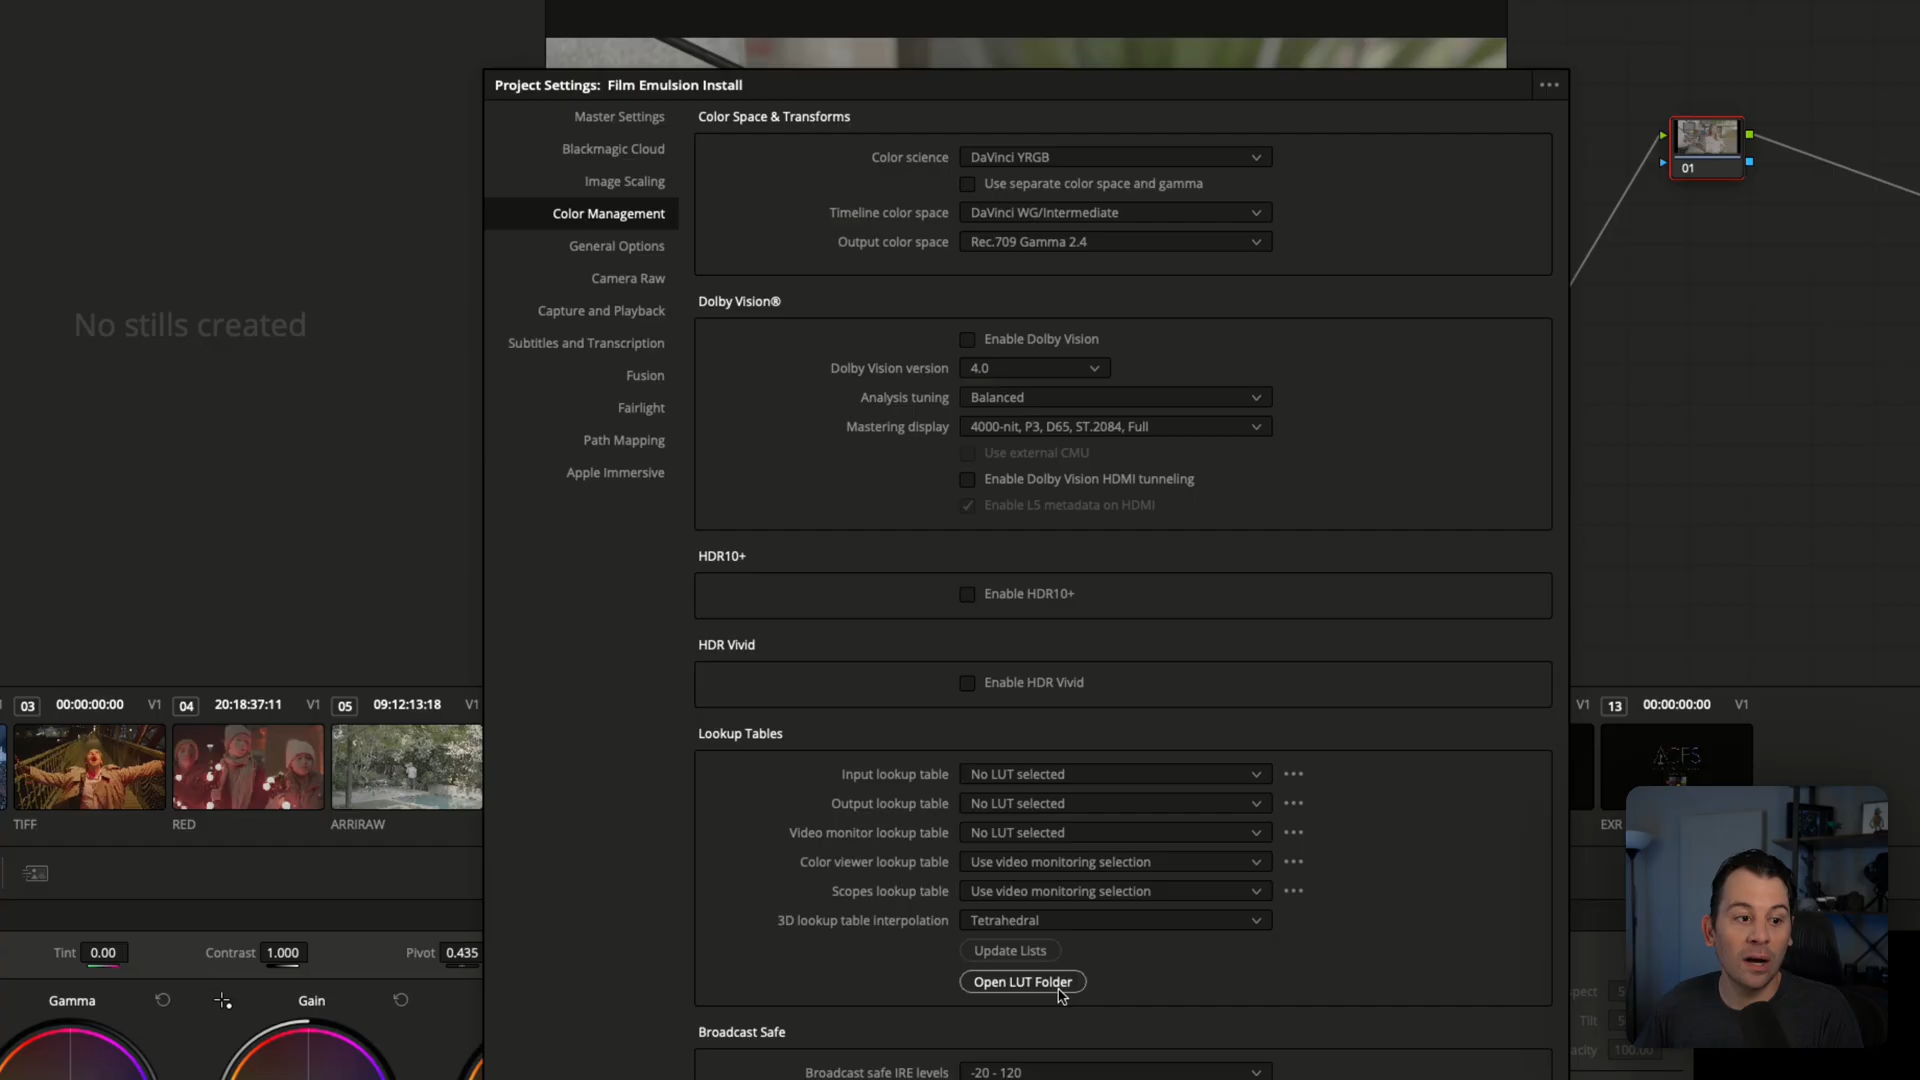 Project Settings: Film Emulsion Install
•••
Master Settings
Blackmagic Cloud
Image Scaling
Color Management
General Options
Camera Raw
Capture and Playback
Subtitles and Transcription
Fusion
Fairlight
Path Mapping
Apple Immersive
Color Space & Transforms
Color science DaVinci YRGB
Use separate color space and gamma
Timeline color space DaVinci WG/Intermediate
Output color space Rec.709 Gamma 2.4
Dolby Vision®
Enable Dolby Vision
Dolby Vision version 4.0
Analysis tuning Balanced
Mastering display 4000-nit, P3, D65, ST.2084, Full
Use external CMU
Enable Dolby Vision HDMI tunneling
Enable L5 metadata on HDMI
HDR10+
Enable HDR10+
HDR Vivid
Enable HDR Vivid
Lookup Tables
Input lookup table No LUT selected •••
Output lookup table No LUT selected •••
Video monitor lookup table No LUT selected •••
Color viewer lookup table Use video monitoring selection •••
Scopes lookup table Use video monitoring selection •••
3D lookup table interpolation Tetrahedral
Update Lists
Open LUT Folder
Broadcast Safe
Broadcast safe IRE levels -20 - 120
No stills created
01
03 00:00:00:00 V1 04 20:18:37:11 V1 05 09:12:13:18 V1
TIFF RED ARRIRAW
V1 13 00:00:00:00 V1
ACES
EXR
Tint 0.00 Contrast 1.000 Pivot 0.435
Gamma Gain
Tilt
100.00